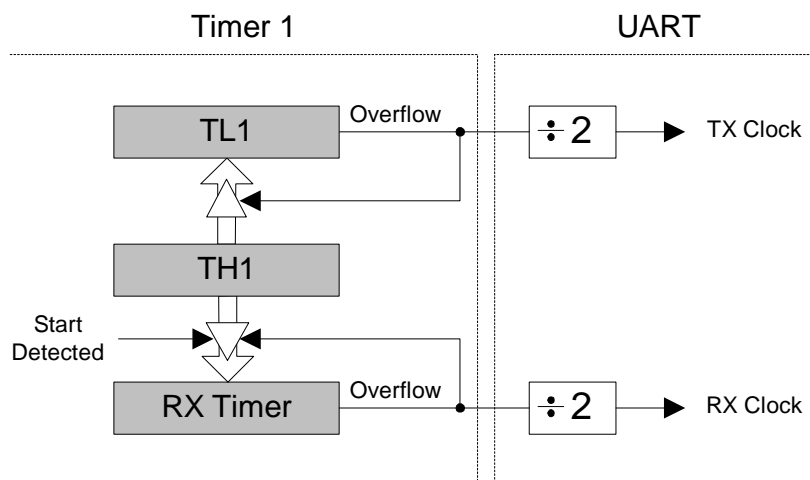 Timer 1
UART
TL1
Overflow
÷ 2
TX Clock
TH1
Start
Detected
RX Timer
Overflow
÷ 2
RX Clock